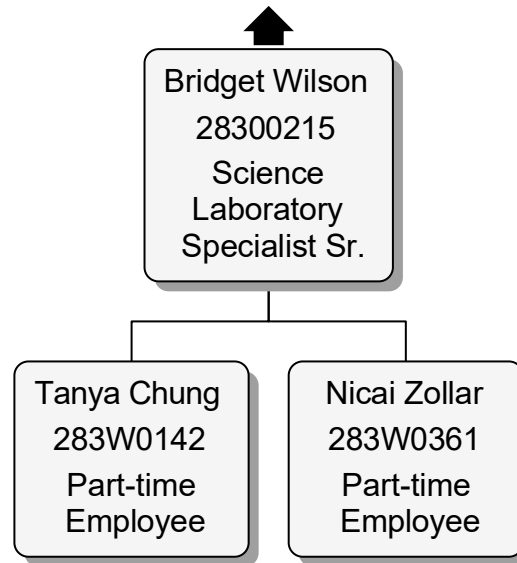 Bridget Wilson
28300215
Science
Laboratory
Specialist Sr.
Tanya Chung
283W0142
Part-time
Employee
Nicai Zollar
283W0361
Part-time
Employee